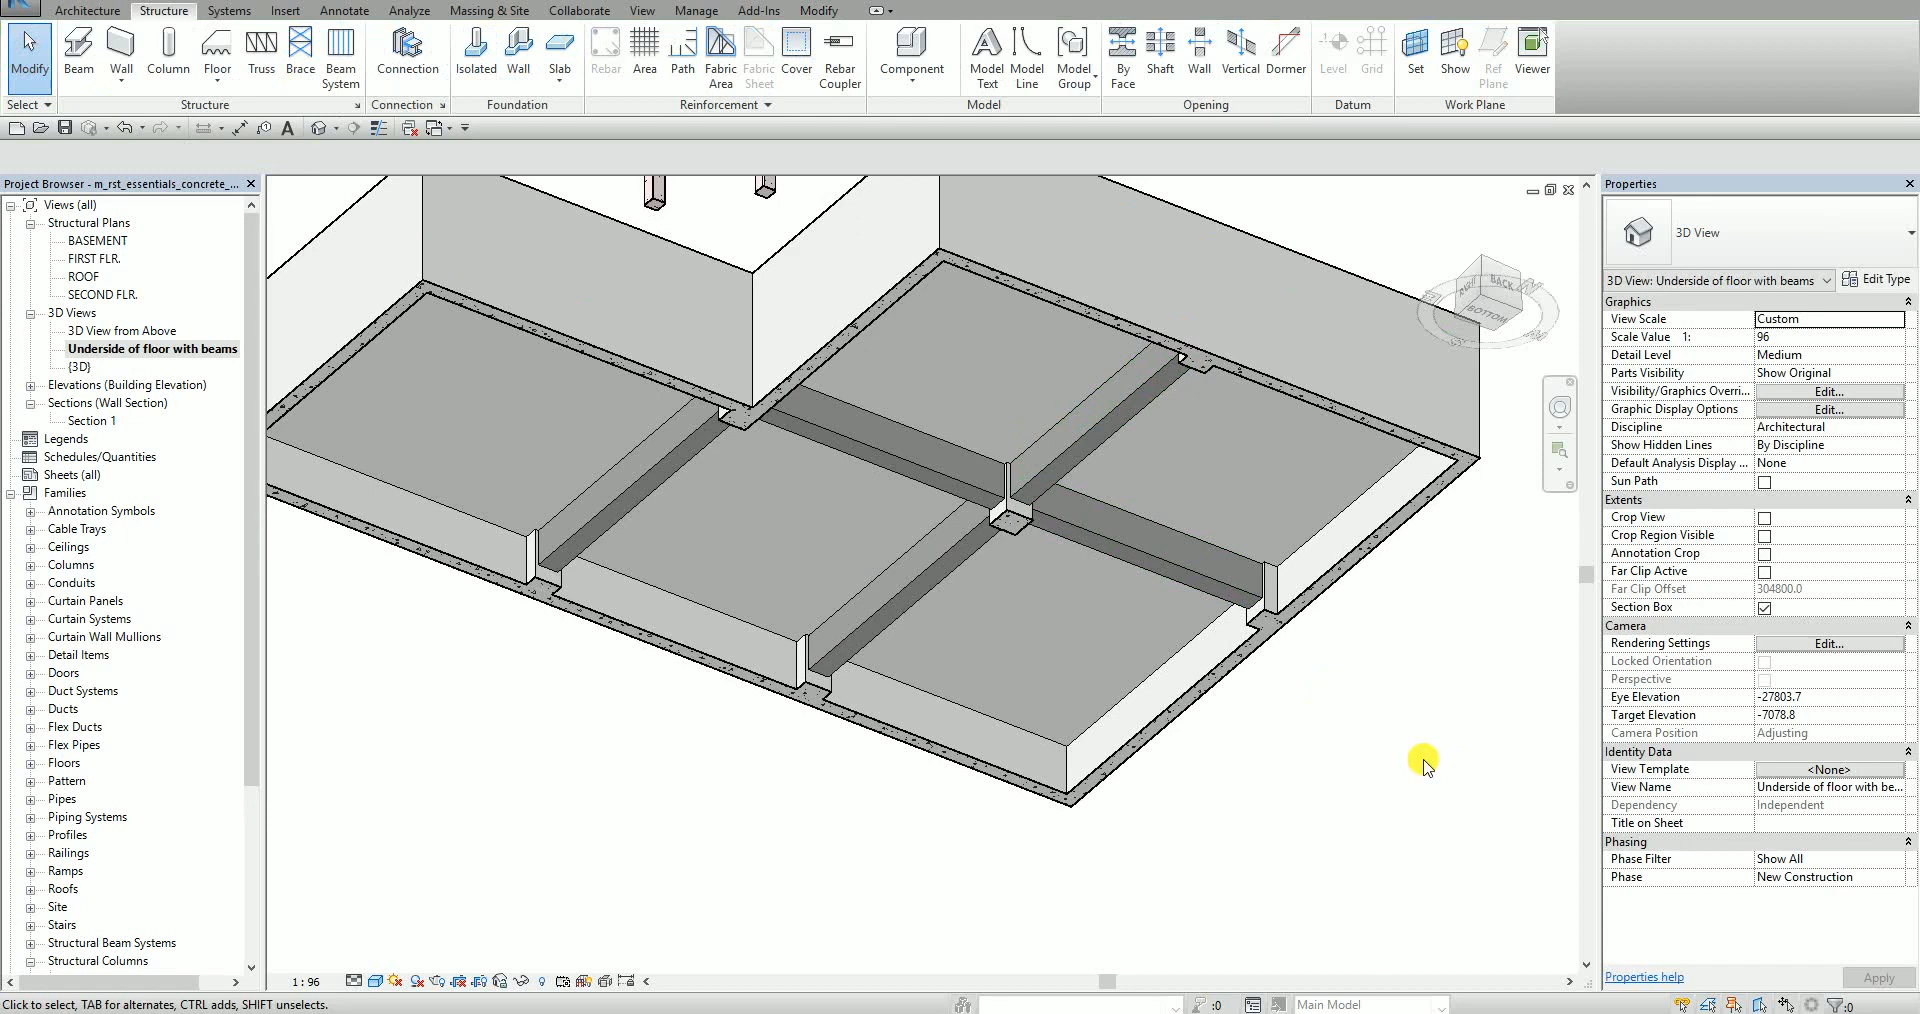 Architecture Structure Systems Insert Annotate Analyze Massing & Site Collaborate View Manage Add-Ins Modify
Modify Beam Wall Column Floor Truss Brace Beam System Connection Isolated Wall Slab Rebar Area Path Fabric Area Fabric Sheet Cover Rebar Coupler Component Model Text Model Line Model Group By Face Shaft Wall Vertical Dormer Level Grid Set Show Ref Plane Viewer
Select Structure Connection Foundation Reinforcement Model Opening Datum Work Plane
Project Browser - m_rst_essentials_concrete_...
Views (all)
Structural Plans
BASEMENT
FIRST FLR.
ROOF
SECOND FLR.
3D Views
3D View from Above
Underside of floor with beams
{3D}
Elevations (Building Elevation)
Sections (Wall Section)
Section 1
Legends
Schedules/Quantities
Sheets (all)
Families
Annotation Symbols
Cable Trays
Ceilings
Columns
Conduits
Curtain Panels
Curtain Systems
Curtain Wall Mullions
Detail Items
Doors
Duct Systems
Ducts
Flex Ducts
Flex Pipes
Floors
Pattern
Pipes
Piping Systems
Profiles
Railings
Ramps
Roofs
Site
Stairs
Structural Beam Systems
Structural Columns
BACK
BOTTOM
1 : 96
Properties
3D View
3D View: Underside of floor with beams Edit Type
Graphics
View Scale Custom
Scale Value 1: 96
Detail Level Medium
Parts Visibility Show Original
Visibility/Graphics Overri... Edit...
Graphic Display Options Edit...
Discipline Architectural
Show Hidden Lines By Discipline
Default Analysis Display ... None
Sun Path
Extents
Crop View
Crop Region Visible
Annotation Crop
Far Clip Active
Far Clip Offset 304800.0
Section Box
Camera
Rendering Settings Edit...
Locked Orientation
Perspective
Eye Elevation -27803.7
Target Elevation -7078.8
Camera Position Adjusting
Identity Data
View Template <None>
View Name Underside of floor with be...
Dependency Independent
Title on Sheet
Phasing
Phase Filter Show All
Phase New Construction
Properties help Apply
Click to select, TAB for alternates, CTRL adds, SHIFT unselects. :0 Main Model :0